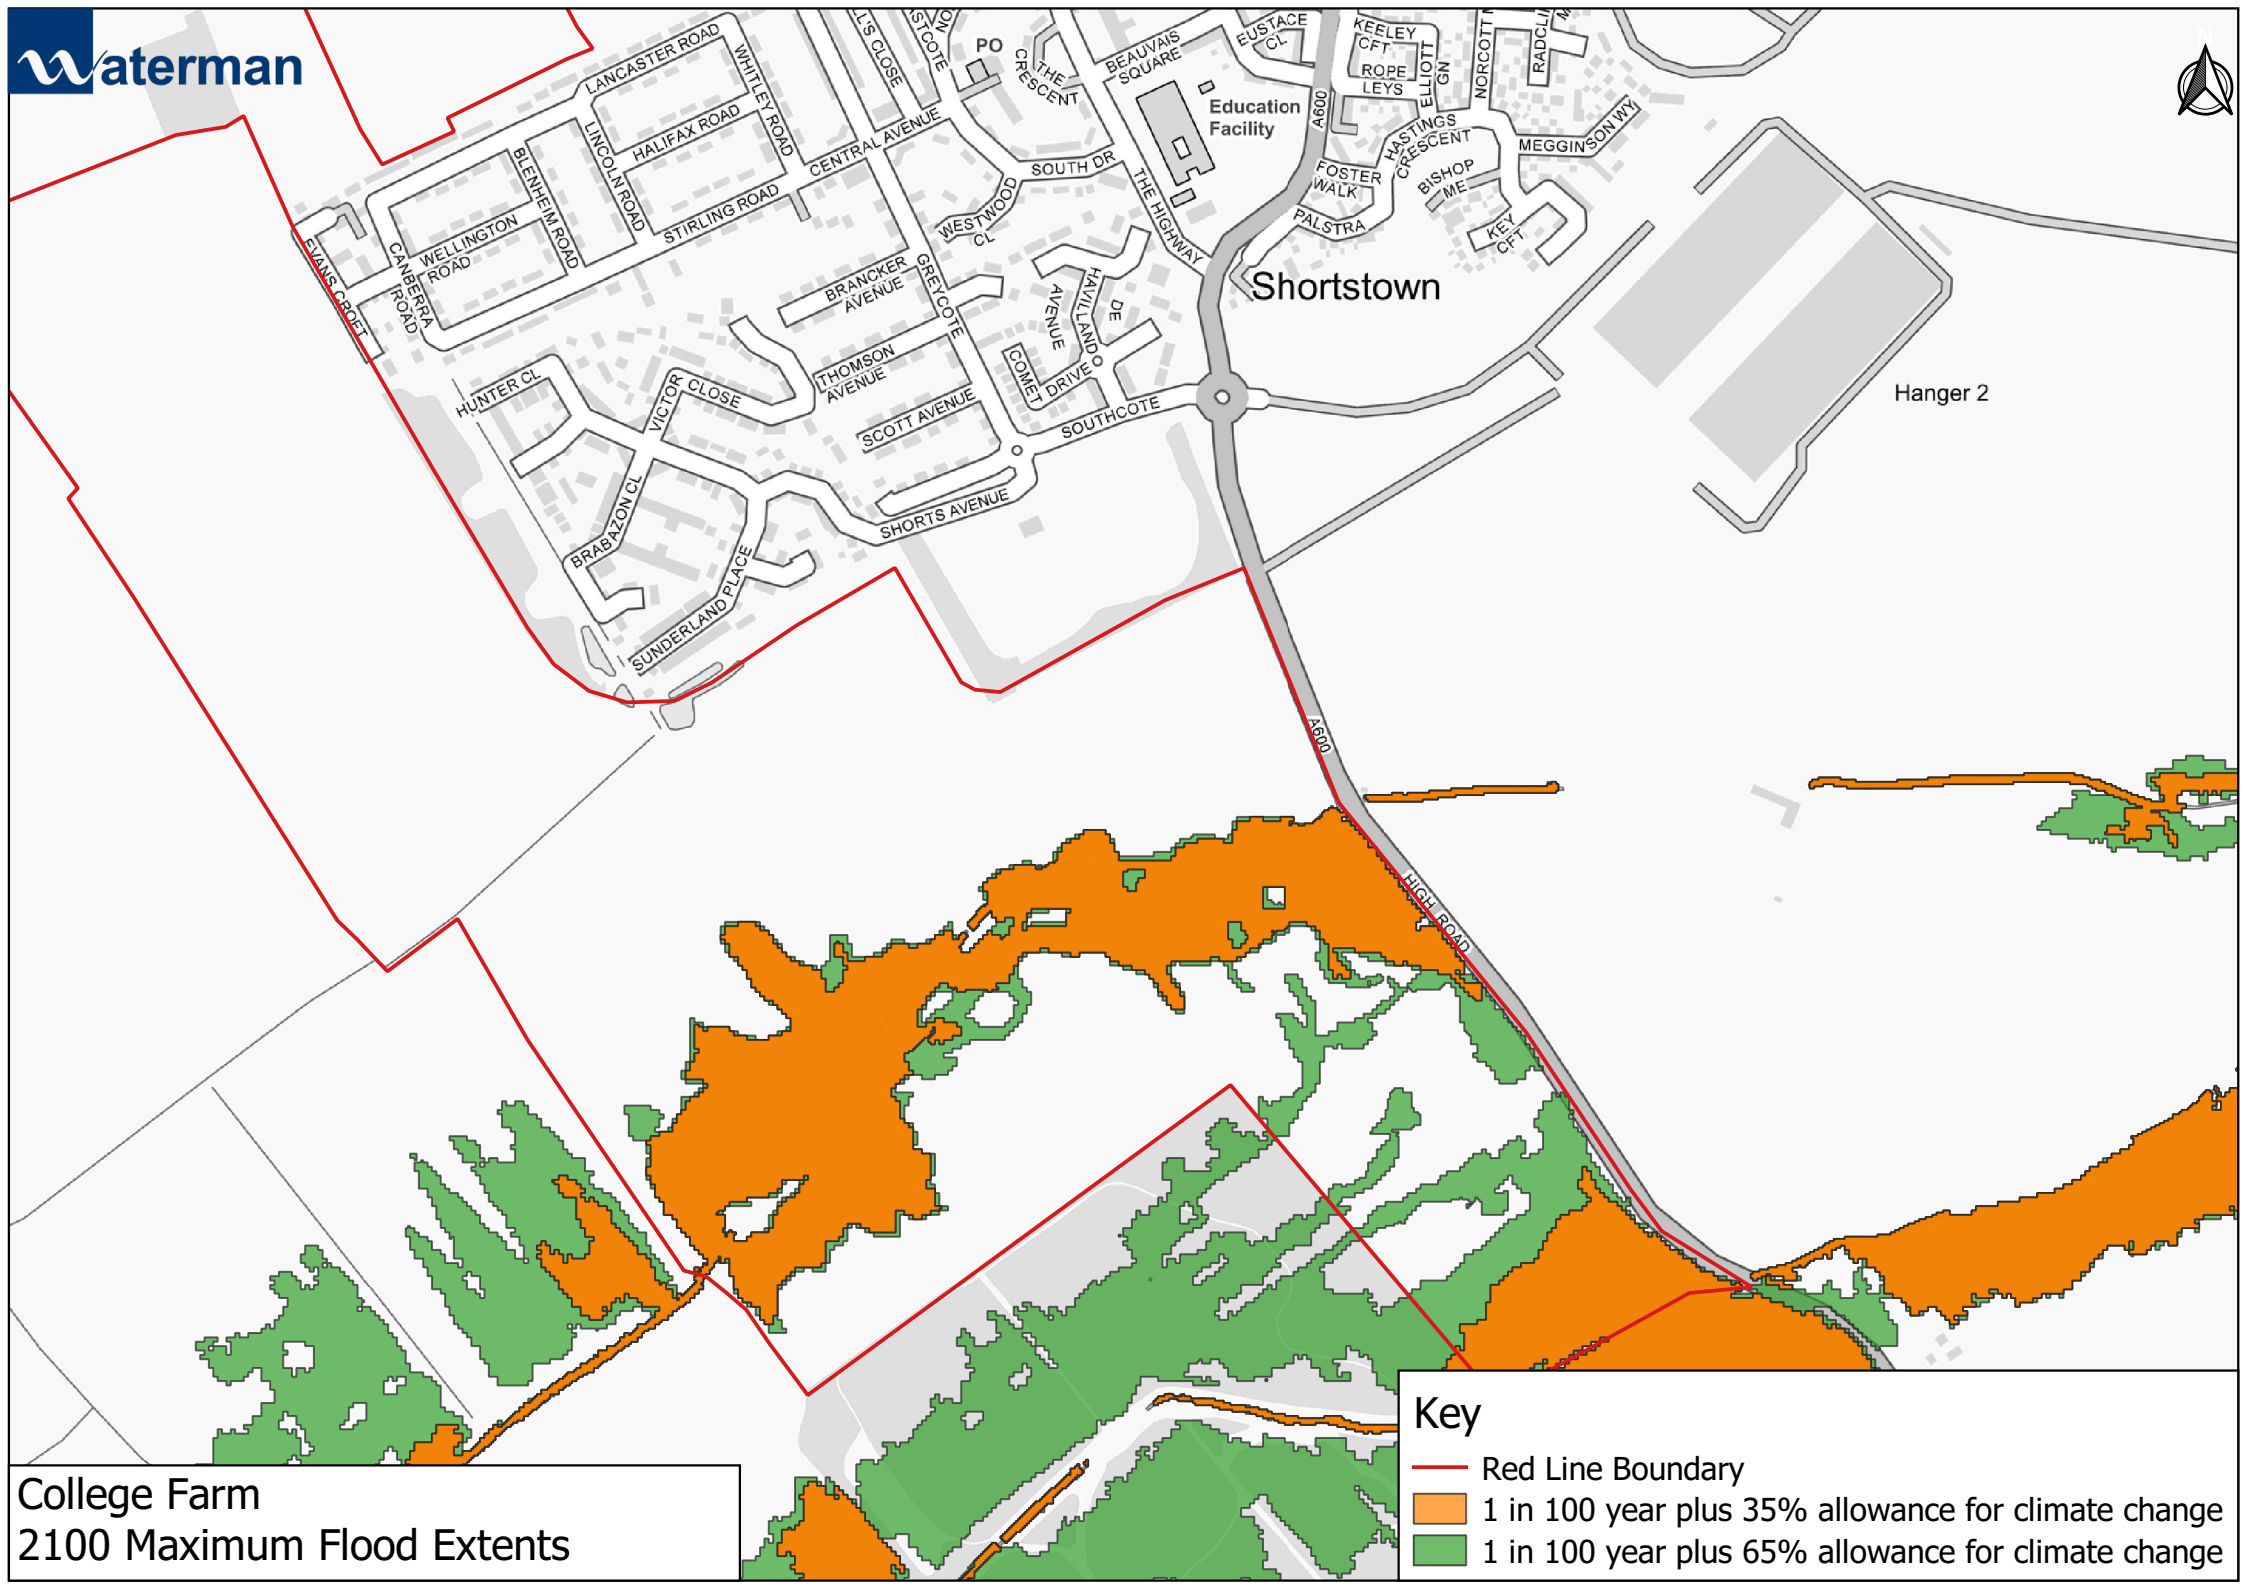 Waterman
LANCASTER ROAD
WHITLEY ROAD
HALIFAX ROAD
LINCOLN ROAD
BLENHEIM ROAD
STIRLING ROAD
CENTRAL AVENUE
WELLINGTON
ROAD
CANBERRA
ROAD
EVANS CROFT
PO
THE
CRESCENT
BEAUVAIS
SQUARE
EUSTACE
CL
KEELEY
CFT
ROPE
LEYS
ELLIOTT
GN
A600
Education
Facility
SOUTH DR
THE HIGHWAY
WESTWOOD
CL
HASTINGS
CRESCENT
FOSTER
WALK
BISHOP
ME
MEGGINSON WY
PALSTRA
KEY
CFT
Shortstown
BRANCKER
AVENUE
GREYCOTE
DE
HAVILLAND
AVENUE
THOMSON
AVENUE
COMET
DRIVE
SCOTT AVENUE
SOUTHCOTE
HUNTER CL
VICTOR CLOSE
BRABAZON CL
SHORTS AVENUE
SUNDERLAND PLACE
Hanger 2
A600
HIGH ROAD
College Farm
2100 Maximum Flood Extents
Key
Red Line Boundary
1 in 100 year plus 35% allowance for climate change
1 in 100 year plus 65% allowance for climate change